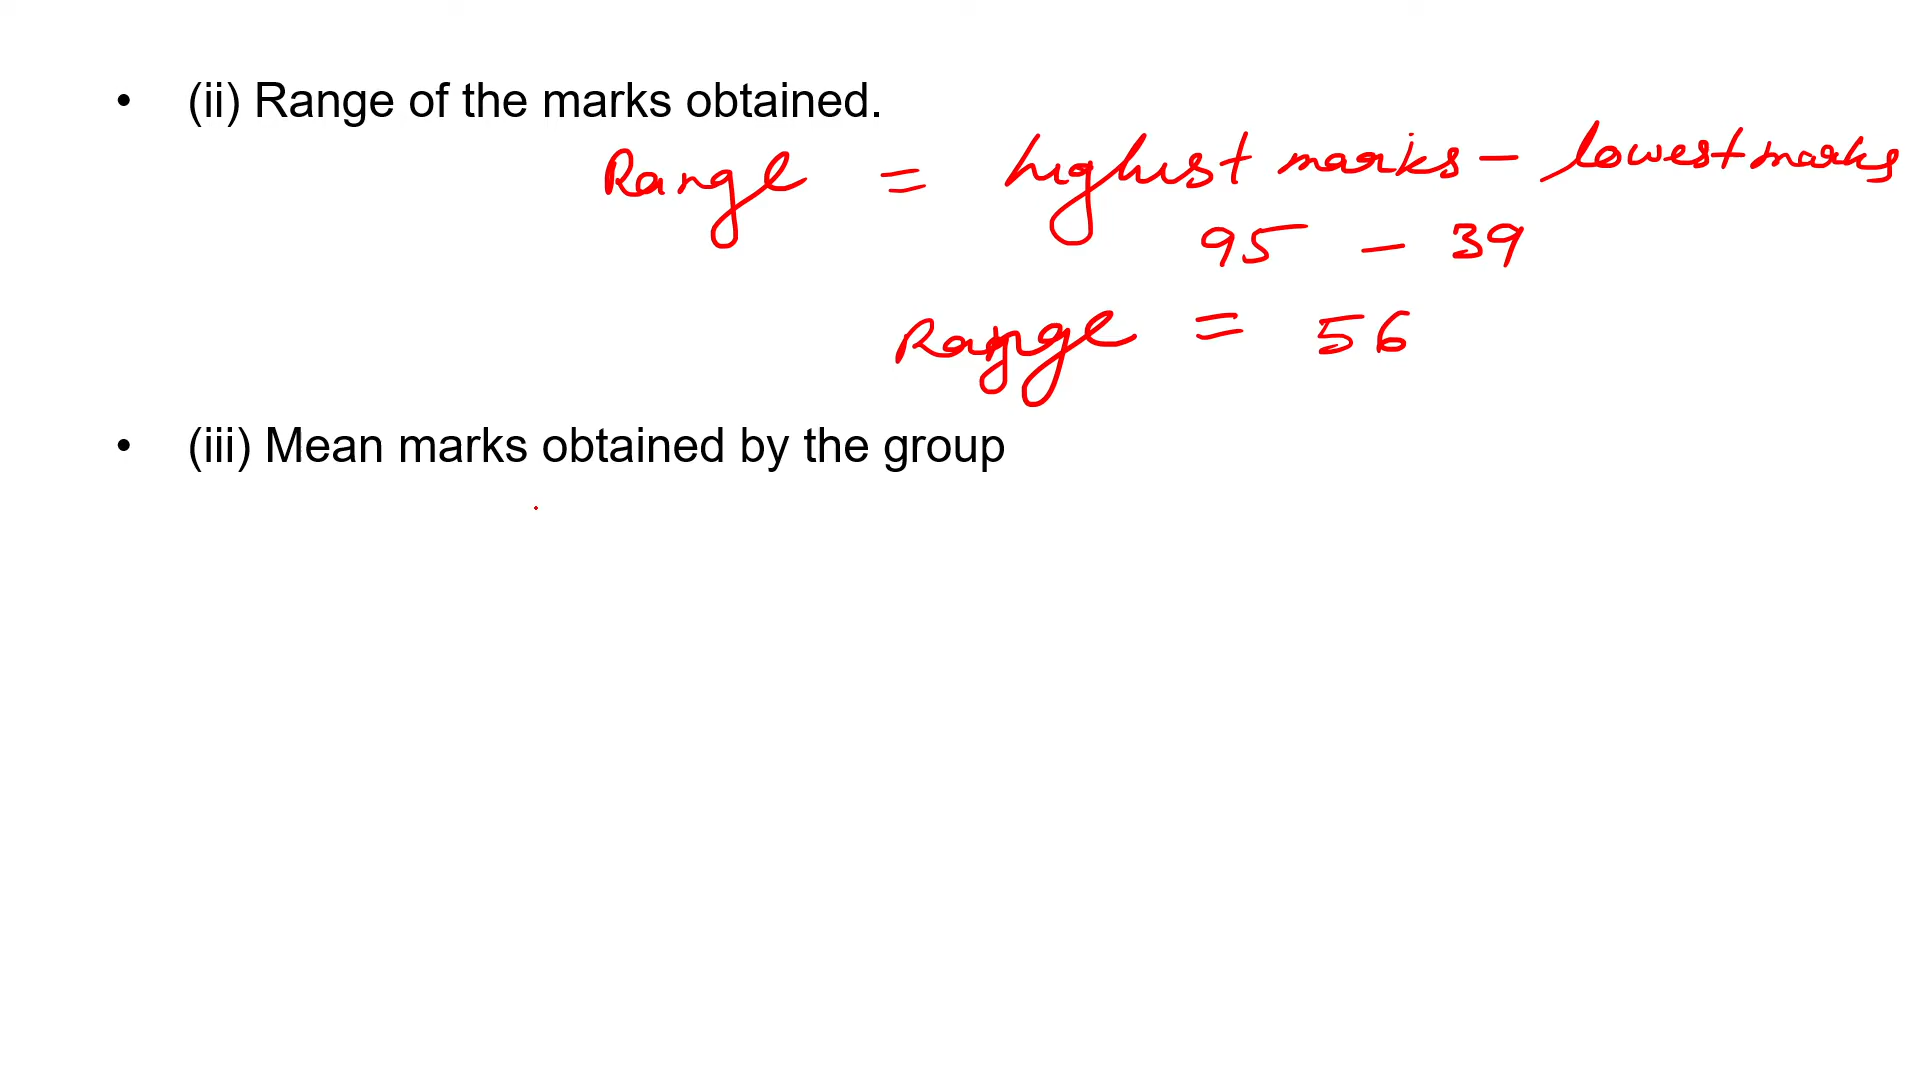 • (ii) Range of the marks obtained.
Range = highest marks - lowest marks
95 - 39
Range = 56
• (iii) Mean marks obtained by the group